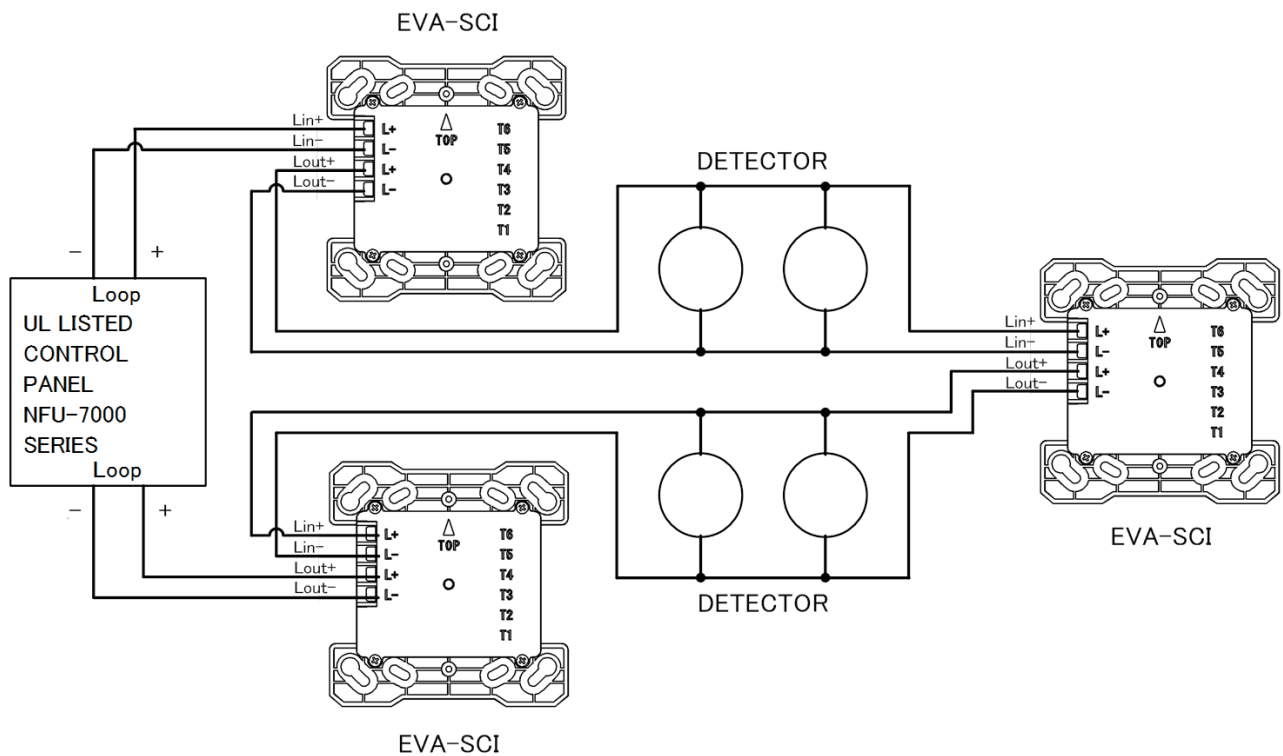 EVA-SCI
Lin+
Lin-
Lout+
Lout-
L+
L-
L+
L-
TOP
T6
T5
T4
T3
T2
T1
DETECTOR
- +
Loop
UL LISTED
CONTROL
PANEL
NFU-7000
SERIES
Loop
- +
Lin+
Lin-
Lout+
Lout-
L+
L-
L+
L-
TOP
T6
T5
T4
T3
T2
T1
EVA-SCI
Lin+
Lin-
Lout+
Lout-
L+
L-
L+
L-
TOP
T6
T5
T4
T3
T2
T1
DETECTOR
EVA-SCI